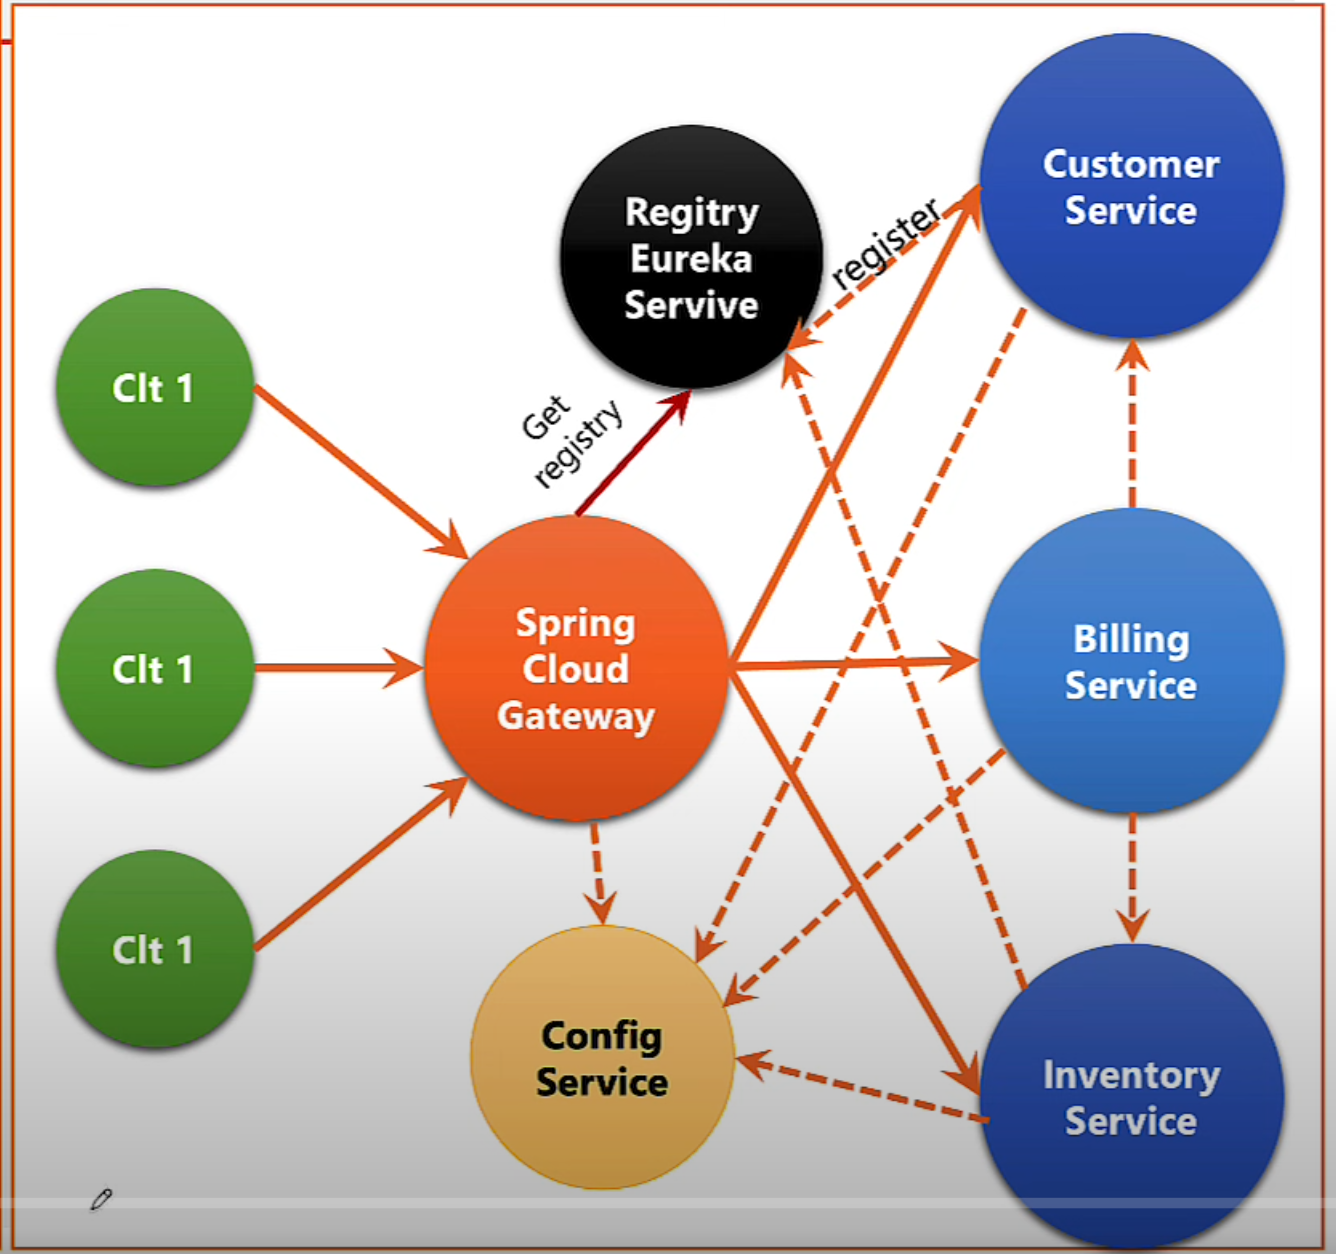 Customer
Service
Regitry
Eureka
Servive
register
Clt 1
Get
registry
Spring
Cloud
Gateway
Clt 1
Billing
Service
Clt 1
Config
Service
Inventory
Service